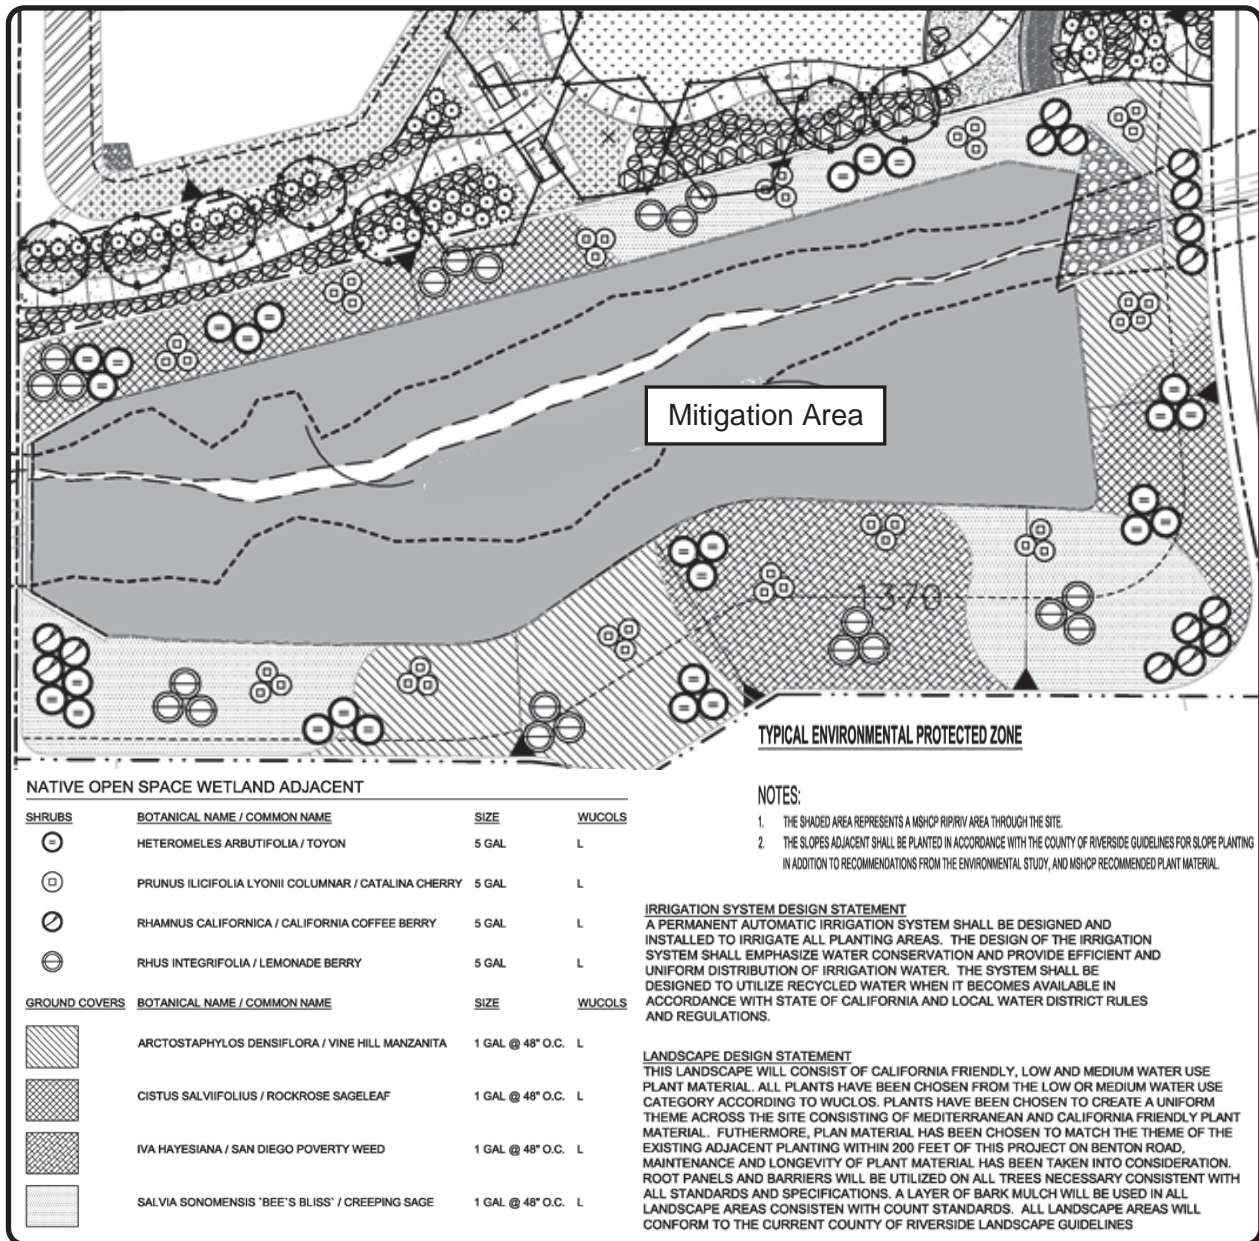 Mitigation Area
1370
TYPICAL ENVIRONMENTAL PROTECTED ZONE
NATIVE OPEN SPACE WETLAND ADJACENT
SHRUBS BOTANICAL NAME / COMMON NAME SIZE WUCOLS
HETEROMELES ARBUTIFOLIA / TOYON 5 GAL L
PRUNUS ILICIFOLIA LYONII COLUMNAR / CATALINA CHERRY 5 GAL L
RHAMNUS CALIFORNICA / CALIFORNIA COFFEE BERRY 5 GAL L
RHUS INTEGRIFOLIA / LEMONADE BERRY 5 GAL L
GROUND COVERS BOTANICAL NAME / COMMON NAME SIZE WUCOLS
ARCTOSTAPHYLOS DENSIFLORA / VINE HILL MANZANITA 1 GAL @ 48" O.C. L
CISTUS SALVIIFOLIUS / ROCKROSE SAGELEAF 1 GAL @ 48" O.C. L
IVA HAYESIANA / SAN DIEGO POVERTY WEED 1 GAL @ 48" O.C. L
SALVIA SONOMENSIS `BEE'S BLISS' / CREEPING SAGE 1 GAL @ 48" O.C. L
NOTES:
1. THE SHADED AREA REPRESENTS A MSHCP RIP/RIV AREA THROUGH THE SITE.
2. THE SLOPES ADJACENT SHALL BE PLANTED IN ACCORDANCE WITH THE COUNTY OF RIVERSIDE GUIDELINES FOR SLOPE PLANTING
IN ADDITION TO RECOMMENDATIONS FROM THE ENVIRONMENTAL STUDY, AND MSHCP RECOMMENDED PLANT MATERIAL.
IRRIGATION SYSTEM DESIGN STATEMENT
A PERMANENT AUTOMATIC IRRIGATION SYSTEM SHALL BE DESIGNED AND
INSTALLED TO IRRIGATE ALL PLANTING AREAS. THE DESIGN OF THE IRRIGATION
SYSTEM SHALL EMPHASIZE WATER CONSERVATION AND PROVIDE EFFICIENT AND
UNIFORM DISTRIBUTION OF IRRIGATION WATER. THE SYSTEM SHALL BE
DESIGNED TO UTILIZE RECYCLED WATER WHEN IT BECOMES AVAILABLE IN
ACCORDANCE WITH STATE OF CALIFORNIA AND LOCAL WATER DISTRICT RULES
AND REGULATIONS.
LANDSCAPE DESIGN STATEMENT
THIS LANDSCAPE WILL CONSIST OF CALIFORNIA FRIENDLY, LOW AND MEDIUM WATER USE
PLANT MATERIAL. ALL PLANTS HAVE BEEN CHOSEN FROM THE LOW OR MEDIUM WATER USE
CATEGORY ACCORDING TO WUCLOS. PLANTS HAVE BEEN CHOSEN TO CREATE A UNIFORM
THEME ACROSS THE SITE CONSISTING OF MEDITERRANEAN AND CALIFORNIA FRIENDLY PLANT
MATERIAL. FUTHERMORE, PLAN MATERIAL HAS BEEN CHOSEN TO MATCH THE THEME OF THE
EXISTING ADJACENT PLANTING WITHIN 200 FEET OF THIS PROJECT ON BENTON ROAD,
MAINTENANCE AND LONGEVITY OF PLANT MATERIAL HAS BEEN TAKEN INTO CONSIDERATION.
ROOT PANELS AND BARRIERS WILL BE UTILIZED ON ALL TREES NECESSARY CONSISTENT WITH
ALL STANDARDS AND SPECIFICATIONS. A LAYER OF BARK MULCH WILL BE USED IN ALL
LANDSCAPE AREAS CONSISTEN WITH COUNT STANDARDS. ALL LANDSCAPE AREAS WILL
CONFORM TO THE CURRENT COUNTY OF RIVERSIDE LANDSCAPE GUIDELINES